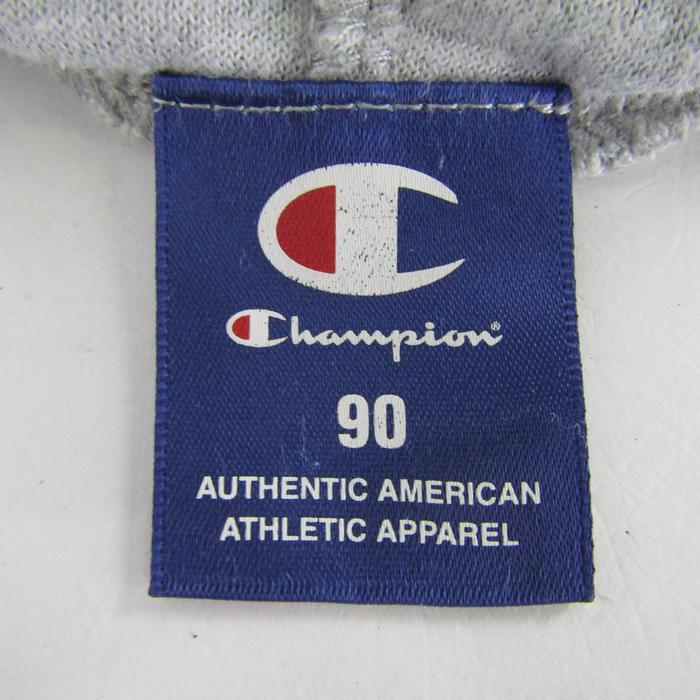 Champion®
90
AUTHENTIC AMERICAN
ATHLETIC APPAREL